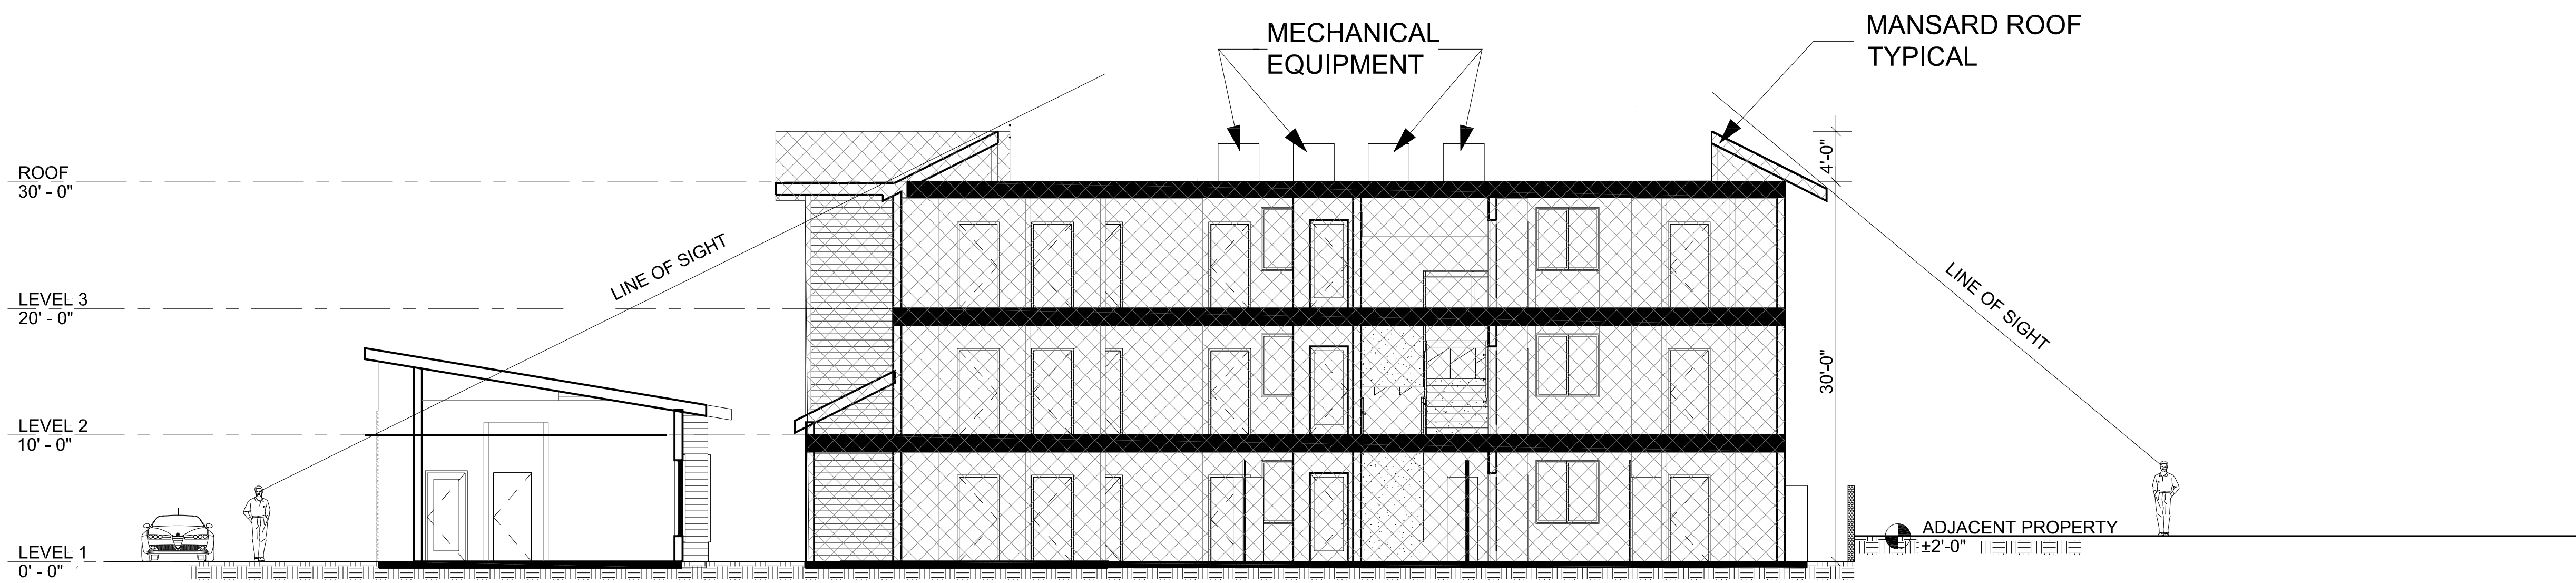 MECHANICAL
EQUIPMENT
MANSARD ROOF
TYPICAL
ROOF
30' - 0"
4'-0"
LINE OF SIGHT
LINE OF SIGHT
LEVEL 3
20' - 0"
30'-0"
LEVEL 2
10' - 0"
ADJACENT PROPERTY
±2'-0"
LEVEL 1
0' - 0"